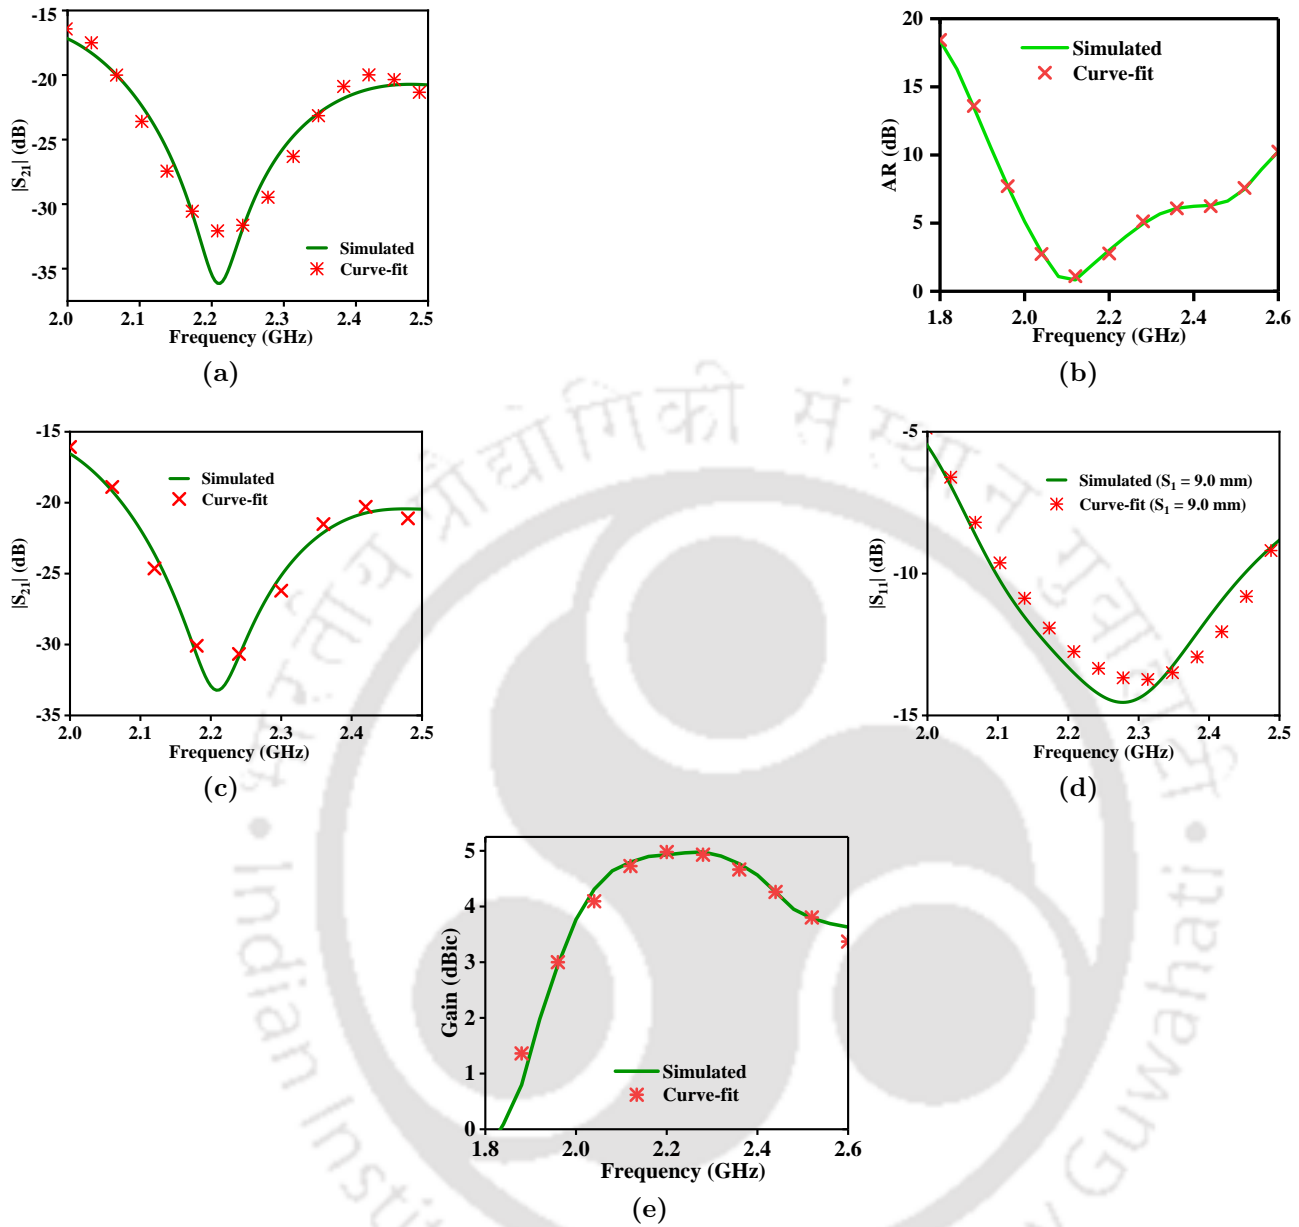 -15
-20
-25
-30
-35
|S21| (dB)
Simulated
Curve-fit
2.0 2.1 2.2 2.3 2.4 2.5
Frequency (GHz)
(a)
20
15
10
5
0
AR (dB)
Simulated
Curve-fit
1.8 2.0 2.2 2.4 2.6
Frequency (GHz)
(b)
-15
-20
-25
-30
-35
|S21| (dB)
Simulated
Curve-fit
2.0 2.1 2.2 2.3 2.4 2.5
Frequency (GHz)
(c)
-5
-10
-15
|S11| (dB)
Simulated (S1 = 9.0 mm)
Curve-fit (S1 = 9.0 mm)
2.0 2.1 2.2 2.3 2.4 2.5
Frequency (GHz)
(d)
5
4
3
2
1
0
Gain (dBic)
Simulated
Curve-fit
1.8 2.0 2.2 2.4 2.6
Frequency (GHz)
(e)
Indian
Guwahati